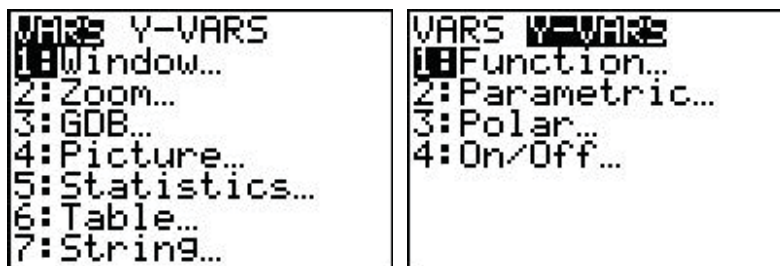 VARS Y-VARS
1:Window...
2:Zoom...
3:GDB...
4:Picture...
5:Statistics...
6:Table...
7:String...
VARS Y-VARS
1:Function...
2:Parametric...
3:Polar...
4:On/Off...